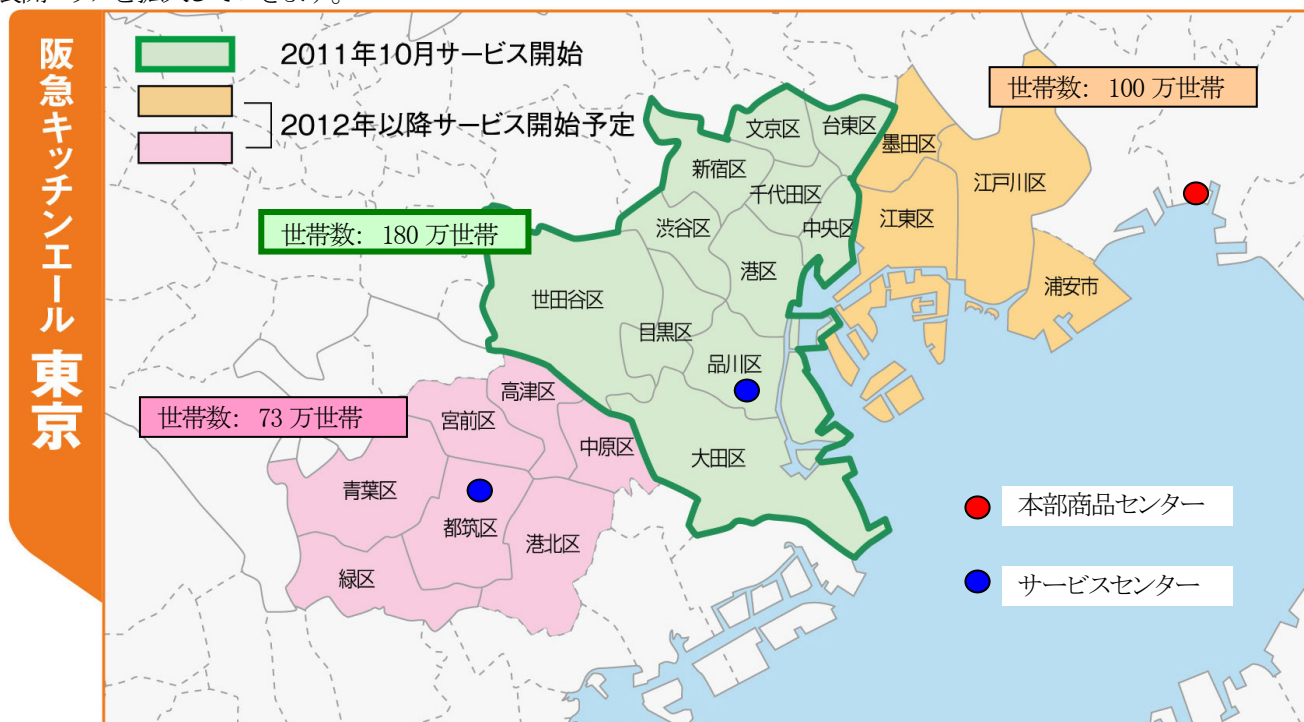 阪急キッチンエール 東京
2011年10月サービス開始
2012年以降サービス開始予定
世帯数: 100 万世帯
世帯数: 180 万世帯
世帯数: 73 万世帯
文京区
台東区
新宿区
千代田区
渋谷区
中央区
港区
世田谷区
目黒区
品川区
大田区
墨田区
江戸川区
江東区
浦安市
高津区
宮前区
中原区
青葉区
都筑区
港北区
緑区
本部商品センター
サービスセンター